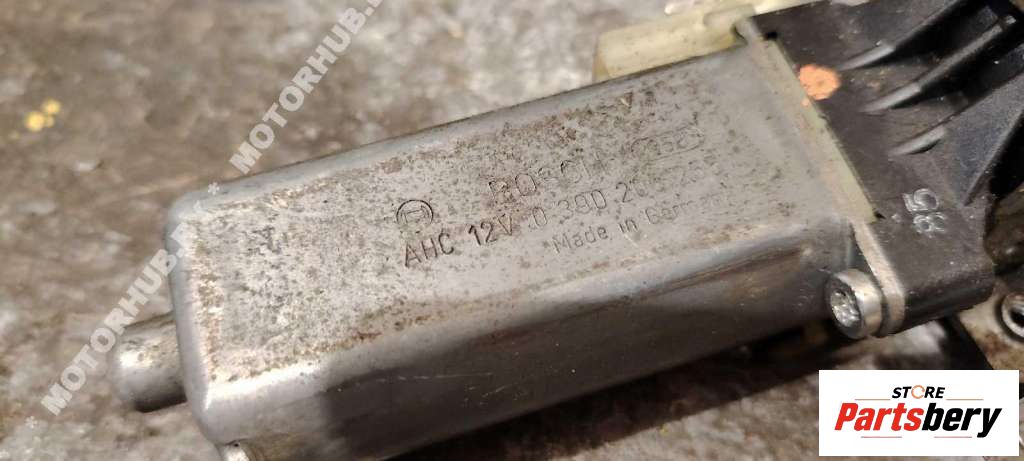 BOSCH
AHC 12V 0 390 20
Made in Germany
85
* MOTORHUB.
* MOTORHUB.
STORE
Partsbery